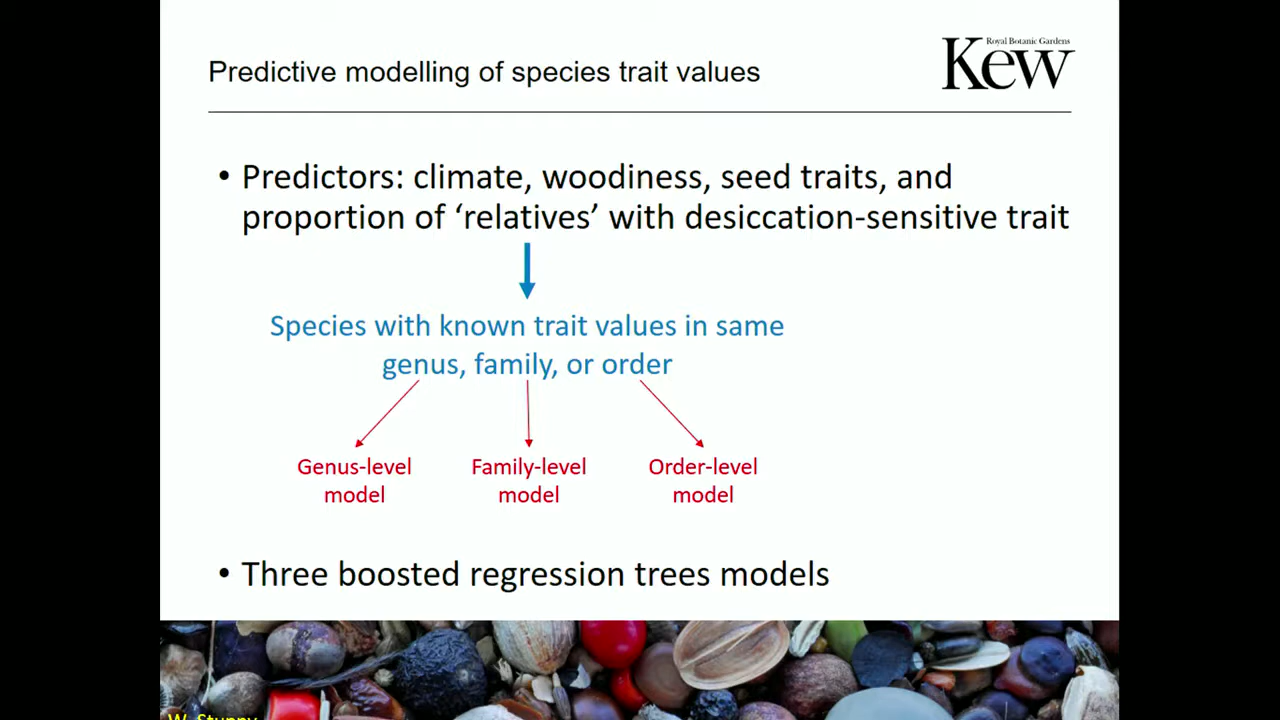 Royal Botanic Gardens
Kew
Predictive modelling of species trait values
• Predictors: climate, woodiness, seed traits, and
proportion of ‘relatives’ with desiccation-sensitive trait
Species with known trait values in same
genus, family, or order
Genus-level
model
Family-level
model
Order-level
model
• Three boosted regression trees models
W. Stuppy